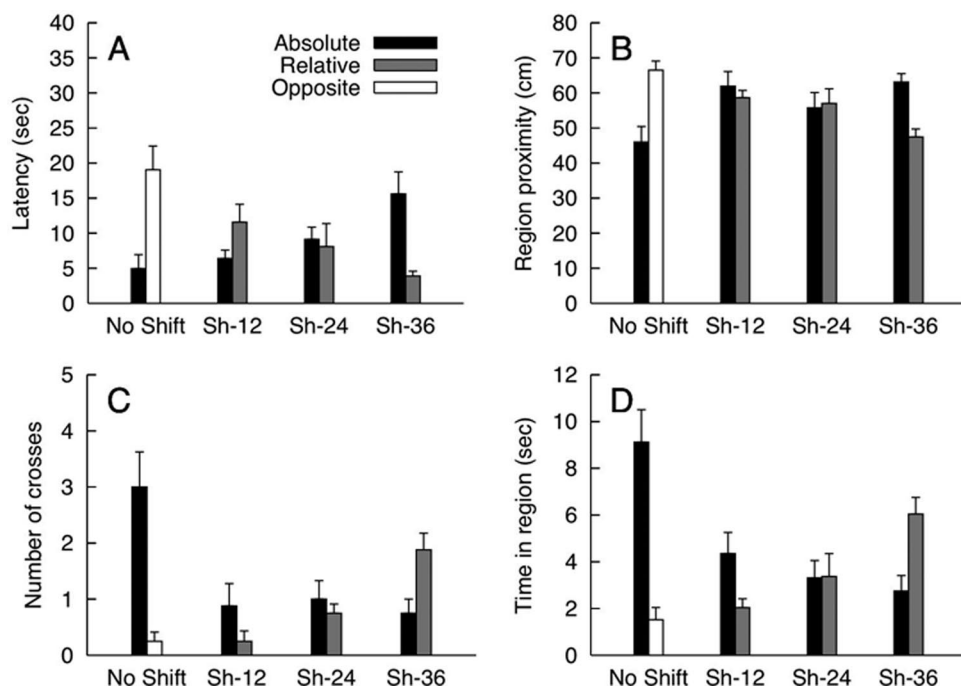 A
Absolute
Relative
Opposite
Latency (sec)
40
35
30
25
20
15
10
5
0
No Shift Sh-12 Sh-24 Sh-36
B
Region proximity (cm)
80
70
60
50
40
30
20
10
0
No Shift Sh-12 Sh-24 Sh-36
C
Number of crosses
5
4
3
2
1
0
No Shift Sh-12 Sh-24 Sh-36
D
Time in region (sec)
12
10
8
6
4
2
0
No Shift Sh-12 Sh-24 Sh-36